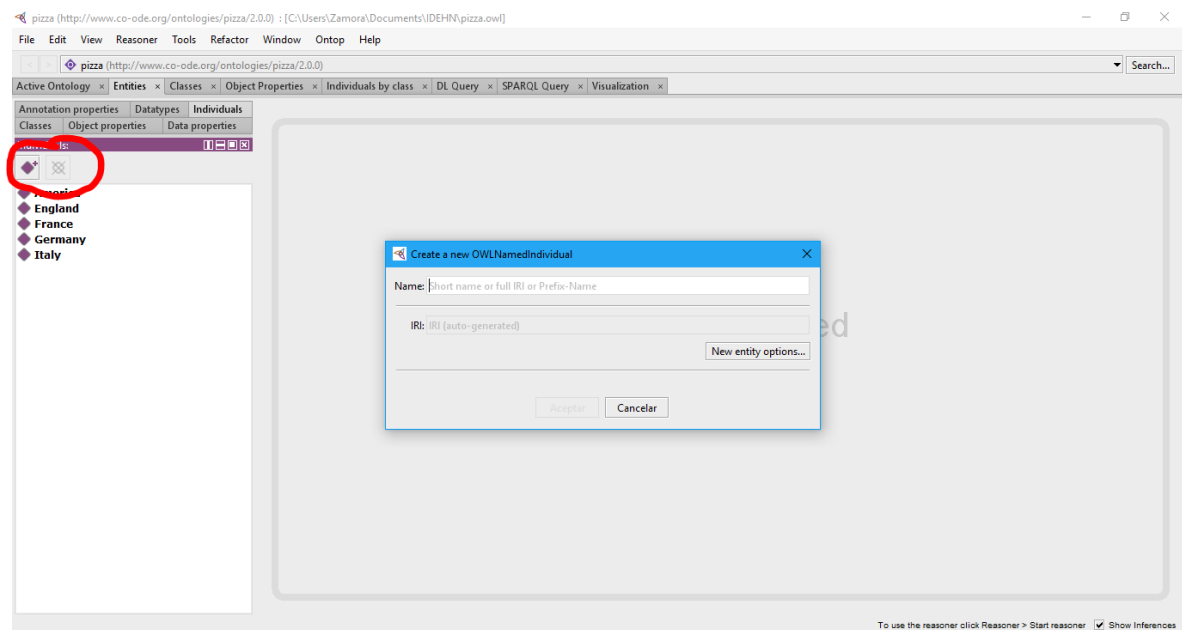 pizza (http://www.co-ode.org/ontologies/pizza/2.0.0) : [C:\Users\Zamora\Documents\IDEHN\pizza.owl]
File Edit View Reasoner Tools Refactor Window Ontop Help
pizza (http://www.co-ode.org/ontologies/pizza/2.0.0) Search...
Active Ontology × Entities × Classes × Object Properties × Individuals by class × DL Query × SPARQL Query × Visualization ×
Annotation properties Datatypes Individuals
Classes Object properties Data properties
America
England
France
Germany
Italy
Create a new OWLNamedIndividual
Name: Short name or full IRI or Prefix-Name
IRI: IRI (auto-generated)
New entity options...
Aceptar Cancelar
To use the reasoner click Reasoner > Start reasoner Show Inferences